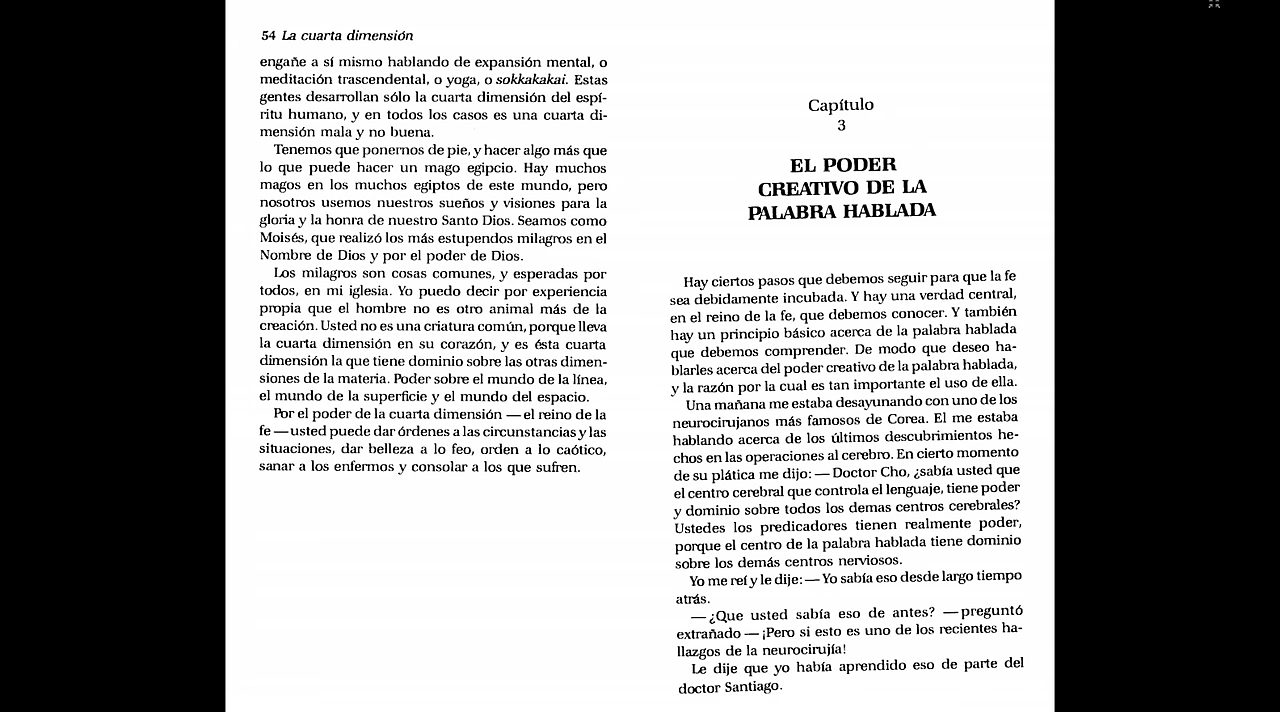 54 La cuarta dimensión
engañe a sí mismo hablando de expansión mental, o
meditación trascendental, o yoga, o sokkakakai. Estas
gentes desarrollan sólo la cuarta dimensión del espí-
ritu humano, y en todos los casos es una cuarta di-
mensión mala y no buena.
Tenemos que ponernos de pie, y hacer algo más que
lo que puede hacer un mago egipcio. Hay muchos
magos en los muchos egiptos de este mundo, pero
nosotros usemos nuestros sueños y visiones para la
gloria y la honra de nuestro Santo Dios. Seamos como
Moisés, que realizó los más estupendos milagros en el
Nombre de Dios y por el poder de Dios.
Los milagros son cosas comunes, y esperadas por
todos, en mi iglesia. Yo puedo decir por experiencia
propia que el hombre no es otro animal más de la
creación. Usted no es una criatura común, porque lleva
la cuarta dimensión en su corazón, y es ésta cuarta
dimensión la que tiene dominio sobre las otras dimen-
siones de la materia. Poder sobre el mundo de la línea,
el mundo de la superficie y el mundo del espacio.
Por el poder de la cuarta dimensión — el reino de la
fe — usted puede dar órdenes a las circunstancias y las
situaciones, dar belleza a lo feo, orden a lo caótico,
sanar a los enfermos y consolar a los que sufren.
Capítulo
3
EL PODER
CREATIVO DE LA
PALABRA HABLADA
Hay ciertos pasos que debemos seguir para que la fe
sea debidamente incubada. Y hay una verdad central,
en el reino de la fe, que debemos conocer. Y también
hay un principio básico acerca de la palabra hablada
que debemos comprender. De modo que deseo ha-
blarles acerca del poder creativo de la palabra hablada,
y la razón por la cual es tan importante el uso de ella.
Una mañana me estaba desayunando con uno de los
neurocirujanos más famosos de Corea. El me estaba
hablando acerca de los últimos descubrimientos he-
chos en las operaciones al cerebro. En cierto momento
de su plática me dijo: — Doctor Cho, ¿sabía usted que
el centro cerebral que controla el lenguaje, tiene poder
y dominio sobre todos los demas centros cerebrales?
Ustedes los predicadores tienen realmente poder,
porque el centro de la palabra hablada tiene dominio
sobre los demás centros nerviosos.
Yo me reí y le dije: — Yo sabía eso desde largo tiempo
atrás.
— ¿Que usted sabía eso de antes? — preguntó
extrañado — ¡Pero si esto es uno de los recientes ha-
llazgos de la neurocirujía!
Le dije que yo había aprendido eso de parte del
doctor Santiago.